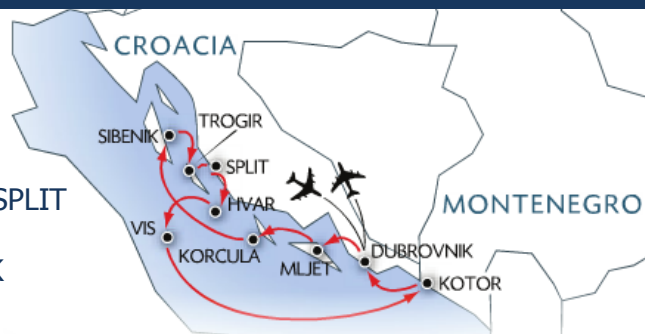 CROACIA
TROGIR
SIBENIK
SPLIT
SPLIT
HVAR
MONTENEGRO
VIS
KORCULA
DUBROVNIK
MLJET
K
KOTOR